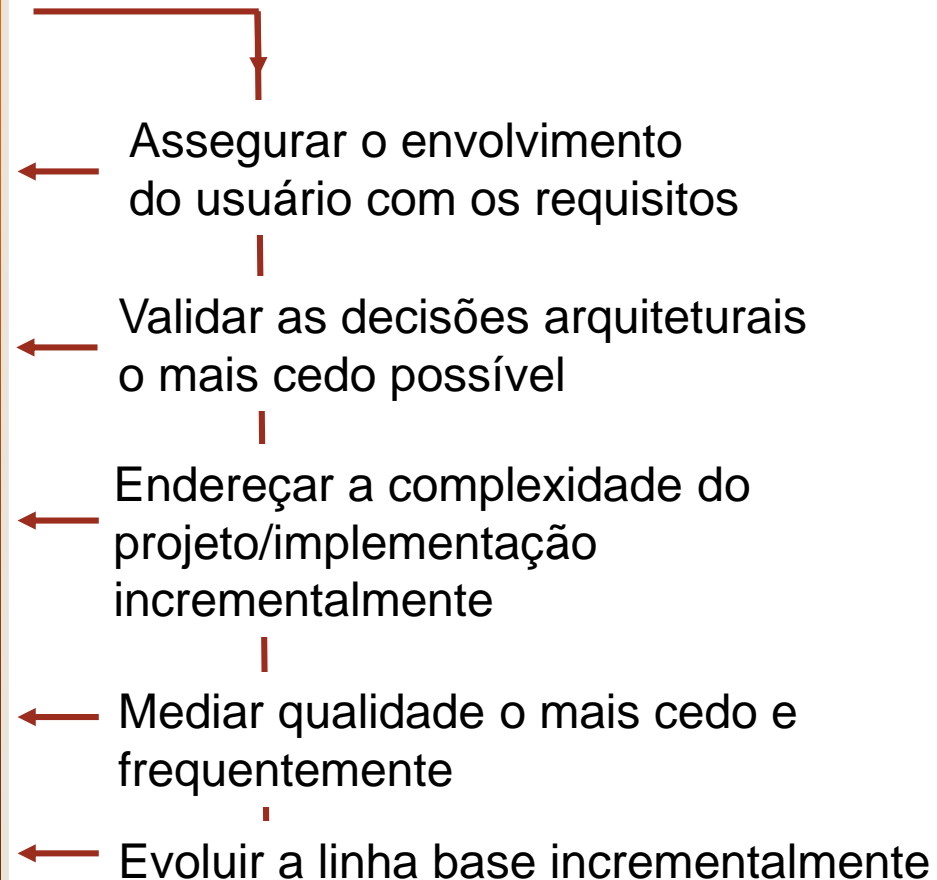 Assegurar o envolvimento
do usuário com os requisitos
Validar as decisões arquiteturais
o mais cedo possível
Endereçar a complexidade do
projeto/implementação
incrementalmente
Mediar qualidade o mais cedo e
frequentemente
Evoluir a linha base incrementalmente